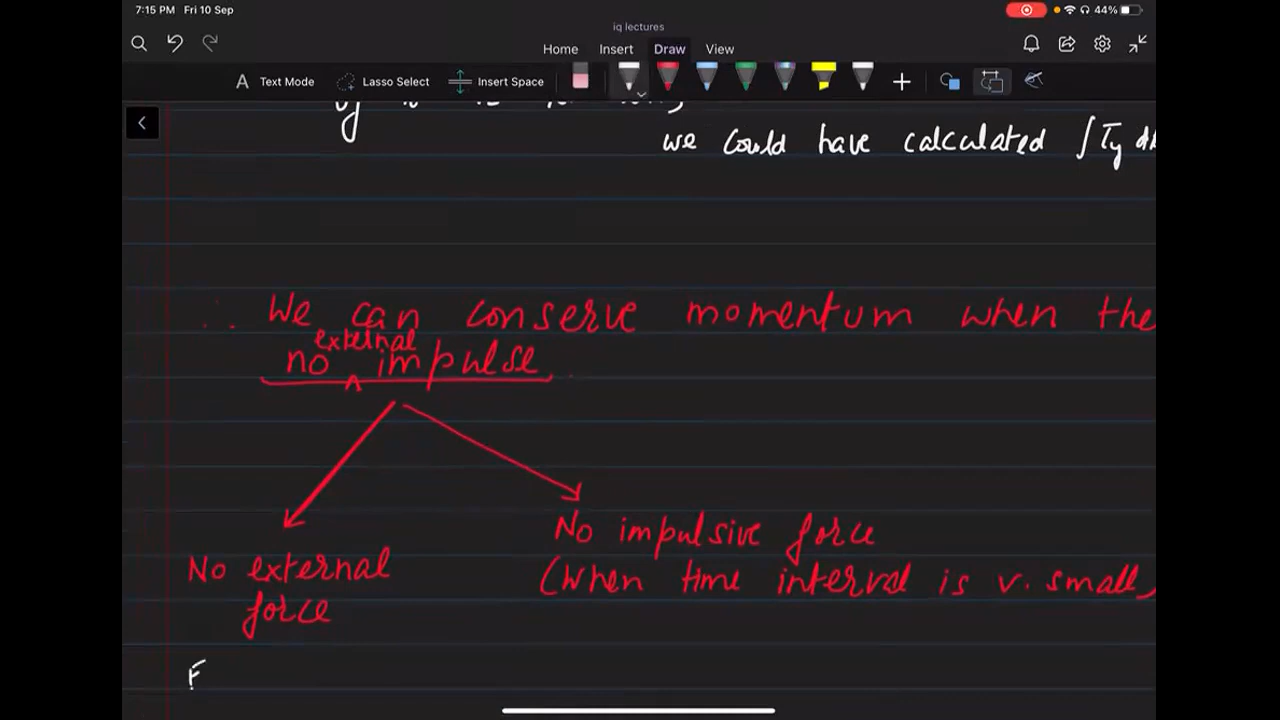 7:15 PM Fri 10 Sep
44%
iq lectures
Home Insert Draw View
Text Mode Lasso Select Insert Space
we could have calculated ∫Ty
∴ We can conserve momentum when the
external
no ^ impulse.
No external
force
No impulsive force
(When time interval is v. small)
F